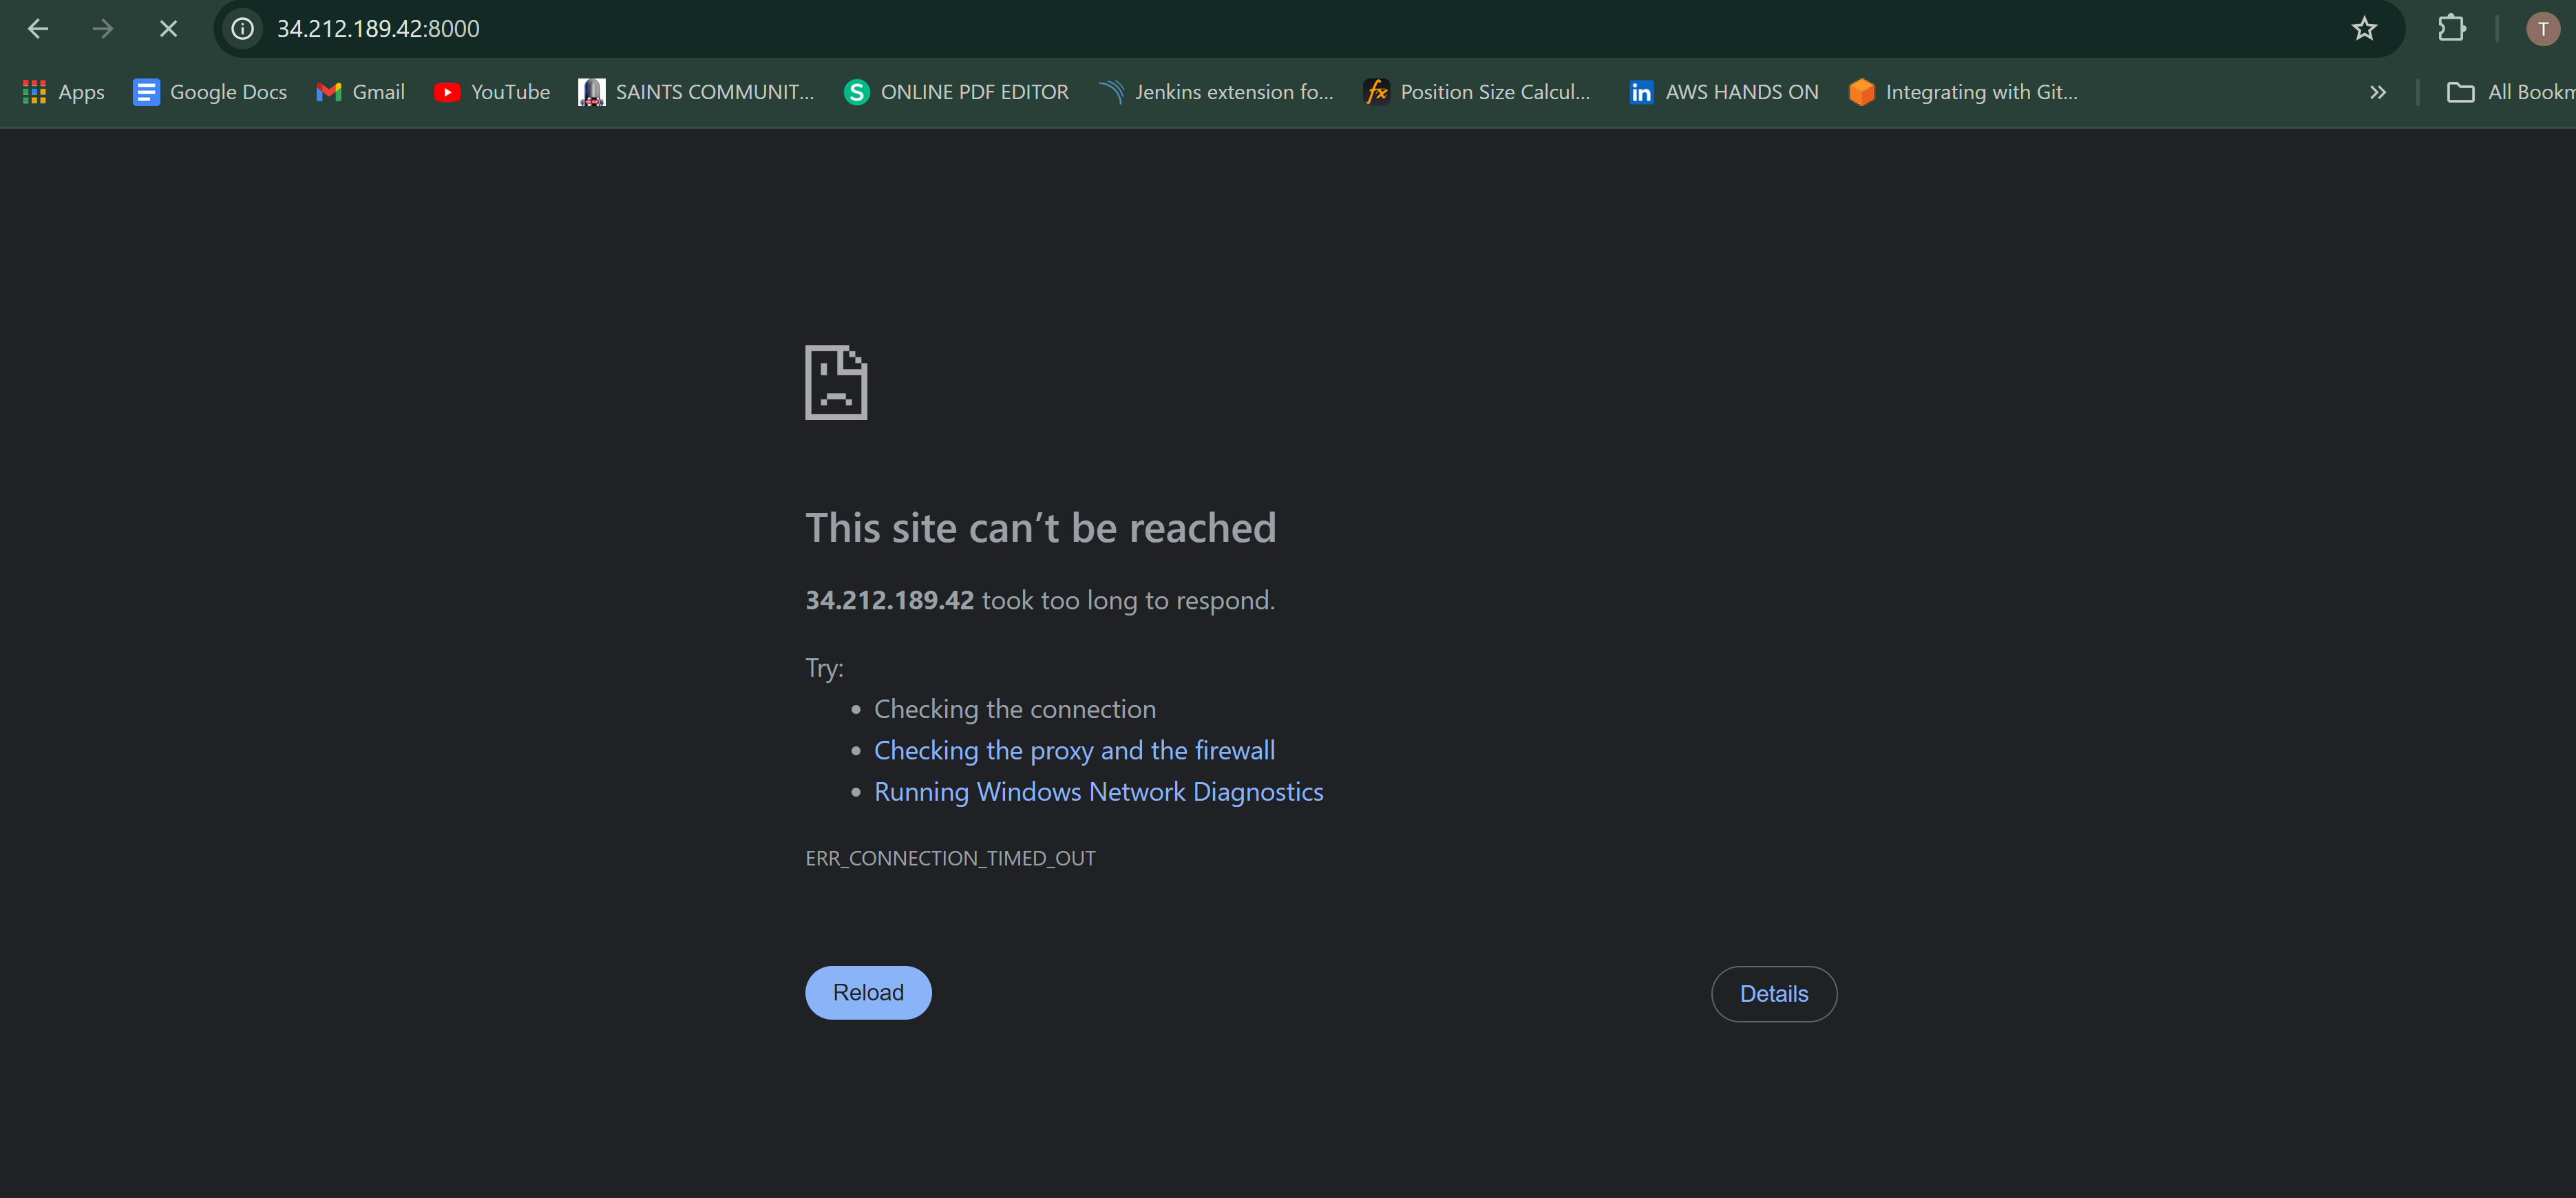 34.212.189.42:8000
T
Apps
Google Docs
Gmail
YouTube
SAINTS COMMUNIT...
S
ONLINE PDF EDITOR
Jenkins extension fo...
fx
Position Size Calcul...
in
AWS HANDS ON
Integrating with Git...
All Bookm
This site can’t be reached
34.212.189.42 took too long to respond.
Try:
Checking the connection
Checking the proxy and the firewall
Running Windows Network Diagnostics
ERR_CONNECTION_TIMED_OUT
Reload
Details